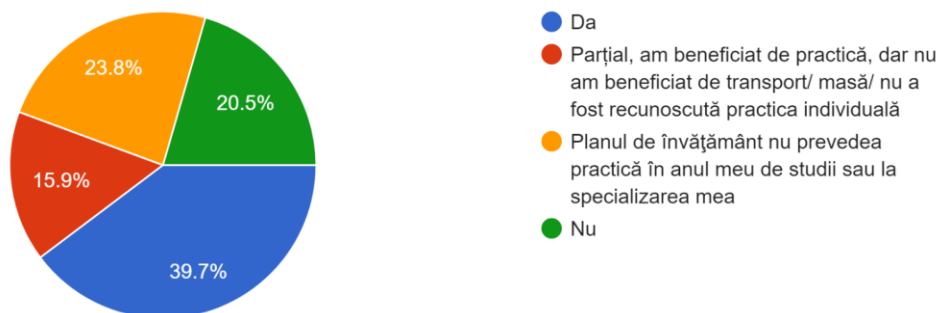 23.8%
20.5%
15.9%
39.7%
Da
Parțial, am beneficiat de practică, dar nu
am beneficiat de transport/ masă/ nu a
fost recunoscută practica individuală
Planul de învăţământ nu prevedea
practică în anul meu de studii sau la
specializarea mea
Nu